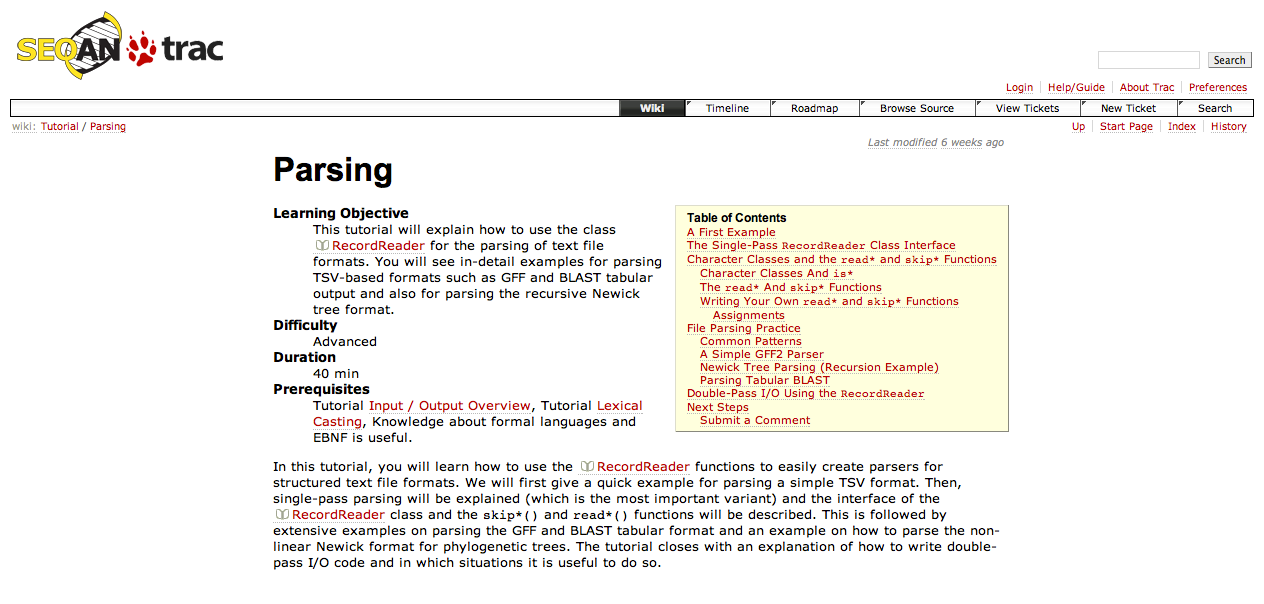 SEQAN trac
Search
Login Help/Guide About Trac Preferences
Wiki Timeline Roadmap Browse Source View Tickets New Ticket Search
wiki: Tutorial / Parsing
Up Start Page Index History
Last modified 6 weeks ago
Parsing
Learning Objective
This tutorial will explain how to use the class
RecordReader for the parsing of text file
formats. You will see in-detail examples for parsing
TSV-based formats such as GFF and BLAST tabular
output and also for parsing the recursive Newick
tree format.
Difficulty
Advanced
Duration
40 min
Prerequisites
Tutorial Input / Output Overview, Tutorial Lexical
Casting, Knowledge about formal languages and
EBNF is useful.
Table of Contents
A First Example
The Single-Pass RecordReader Class Interface
Character Classes and the read* and skip* Functions
Character Classes And is*
The read* And skip* Functions
Writing Your Own read* and skip* Functions
Assignments
File Parsing Practice
Common Patterns
A Simple GFF2 Parser
Newick Tree Parsing (Recursion Example)
Parsing Tabular BLAST
Double-Pass I/O Using the RecordReader
Next Steps
Submit a Comment
In this tutorial, you will learn how to use the RecordReader functions to easily create parsers for
structured text file formats. We will first give a quick example for parsing a simple TSV format. Then,
single-pass parsing will be explained (which is the most important variant) and the interface of the
RecordReader class and the skip*() and read*() functions will be described. This is followed by
extensive examples on parsing the GFF and BLAST tabular format and an example on how to parse the non-
linear Newick format for phylogenetic trees. The tutorial closes with an explanation of how to write double-
pass I/O code and in which situations it is useful to do so.